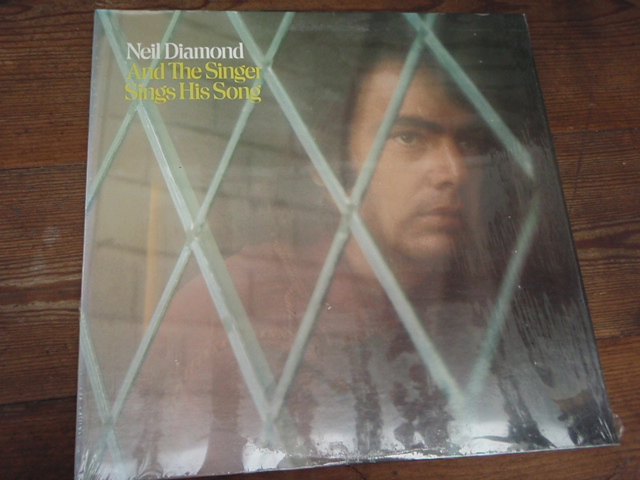 Neil Diamond
And The Singer
Sings His Song